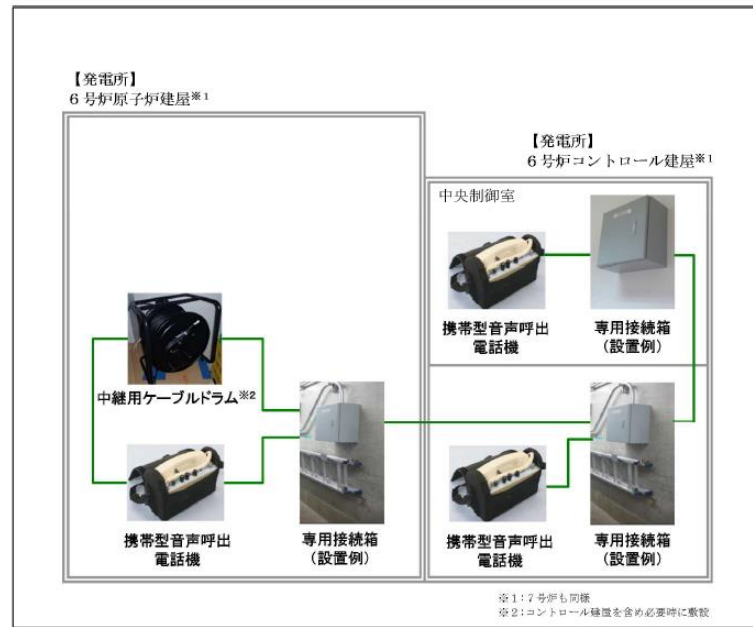 【発電所】
6号炉原子炉建屋※1
【発電所】
6号炉コントロール建屋※1
中央制御室
携帯型音声呼出
電話機
専用接続箱
(設置例)
中継用ケーブルドラム※2
携帯型音声呼出
電話機
専用接続箱
(設置例)
携帯型音声呼出
電話機
専用接続箱
(設置例)
※1:7号炉も同様
※2:コントロール建屋を含め必要時に敷設